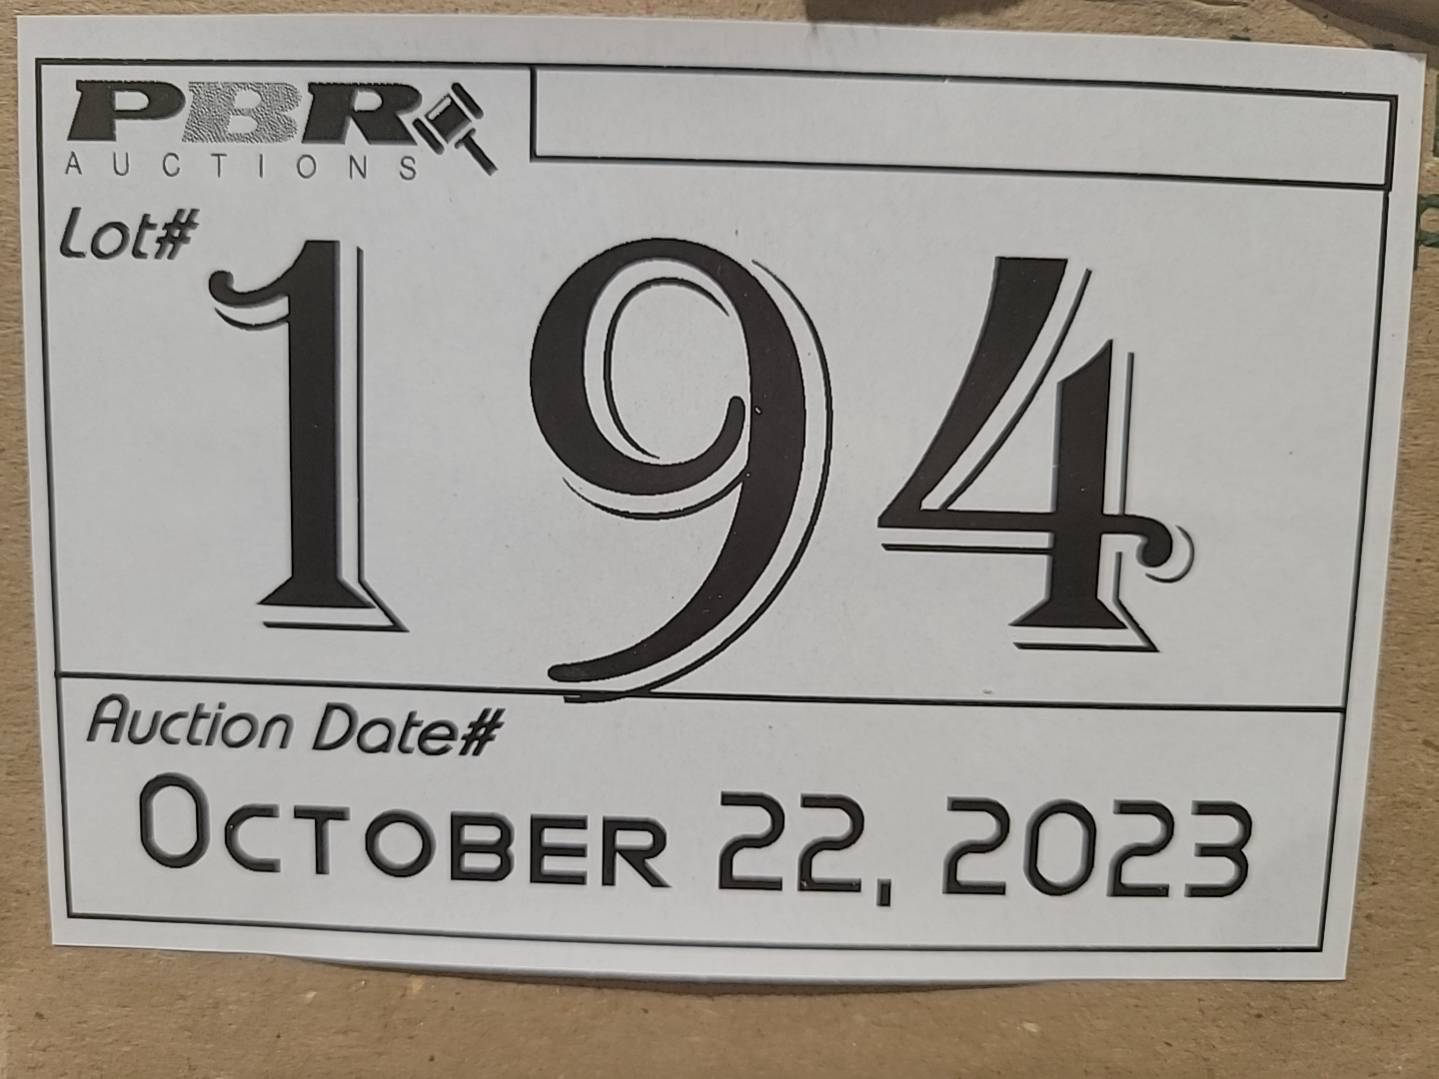 PBR
AUCTIONS
Lot#
194
Auction Date#
October 22, 2023